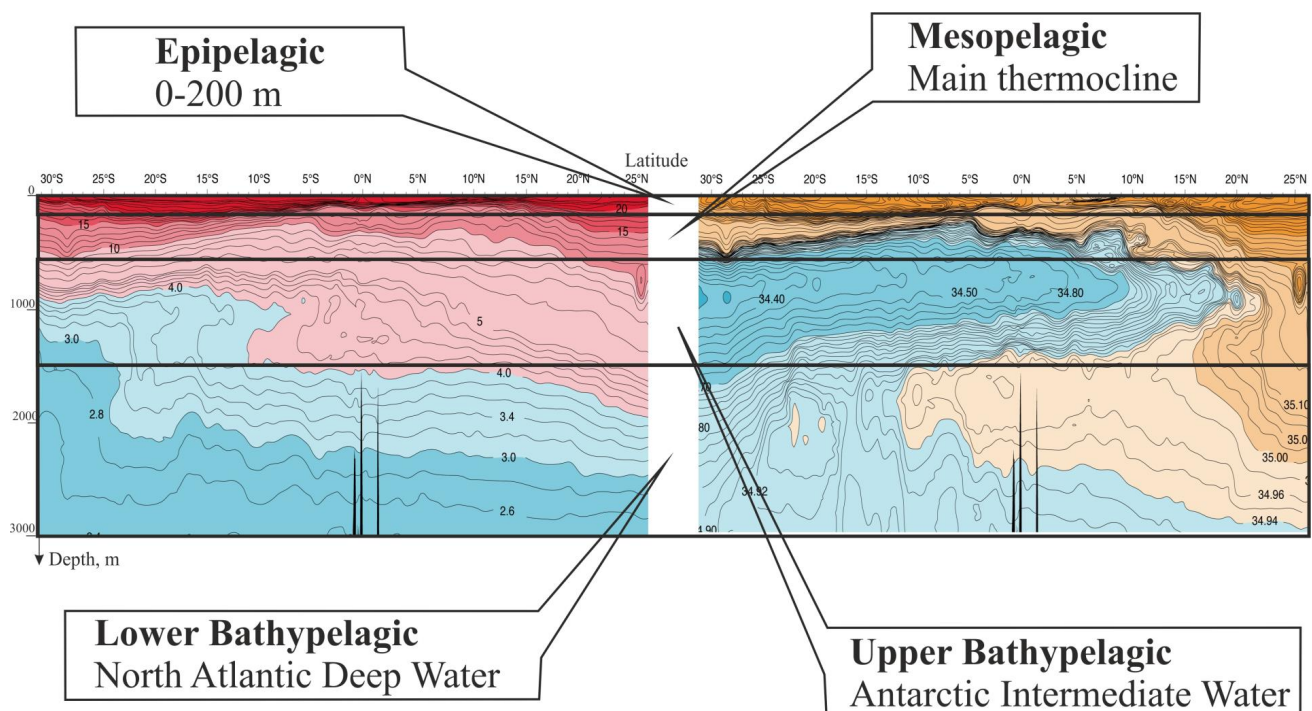 Epipelagic
0-200 m
Mesopelagic
Main thermocline
Latitude
30°S 25°S 20°S 15°S 10°S 5°S 0°N 5°N 10°N 15°N 20°N 25°N
30°S 25°S 20°S 15°S 10°S 5°S 0°N 5°N 10°N 15°N 20°N 25°N
0
20
15
15
10
1000
4.0
5
3.0
4.0
2000
2.8
3.4
3.0
2.6
3000
34.40
34.50
34.80
80
35.10
35.00
34.92
34.96
34.94
Depth, m
Lower Bathypelagic
North Atlantic Deep Water
Upper Bathypelagic
Antarctic Intermediate Water